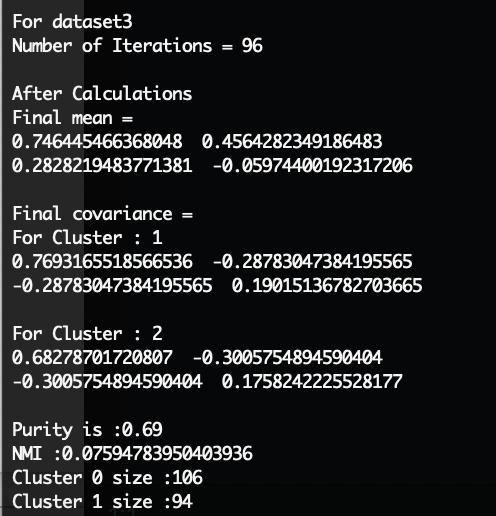 For dataset3
Number of Iterations = 96
After Calculations
Final mean =
0.746445466368048 0.4564282349186483
0.2828219483771381 -0.05974400192317206
Final covariance =
For Cluster : 1
0.7693165518566536 -0.28783047384195565
-0.28783047384195565 0.19015136782703665
For Cluster : 2
0.68278701720807 -0.3005754894590404
-0.3005754894590404 0.1758242225528177
Purity is :0.69
NMI :0.07594783950403936
Cluster 0 size :106
Cluster 1 size :94